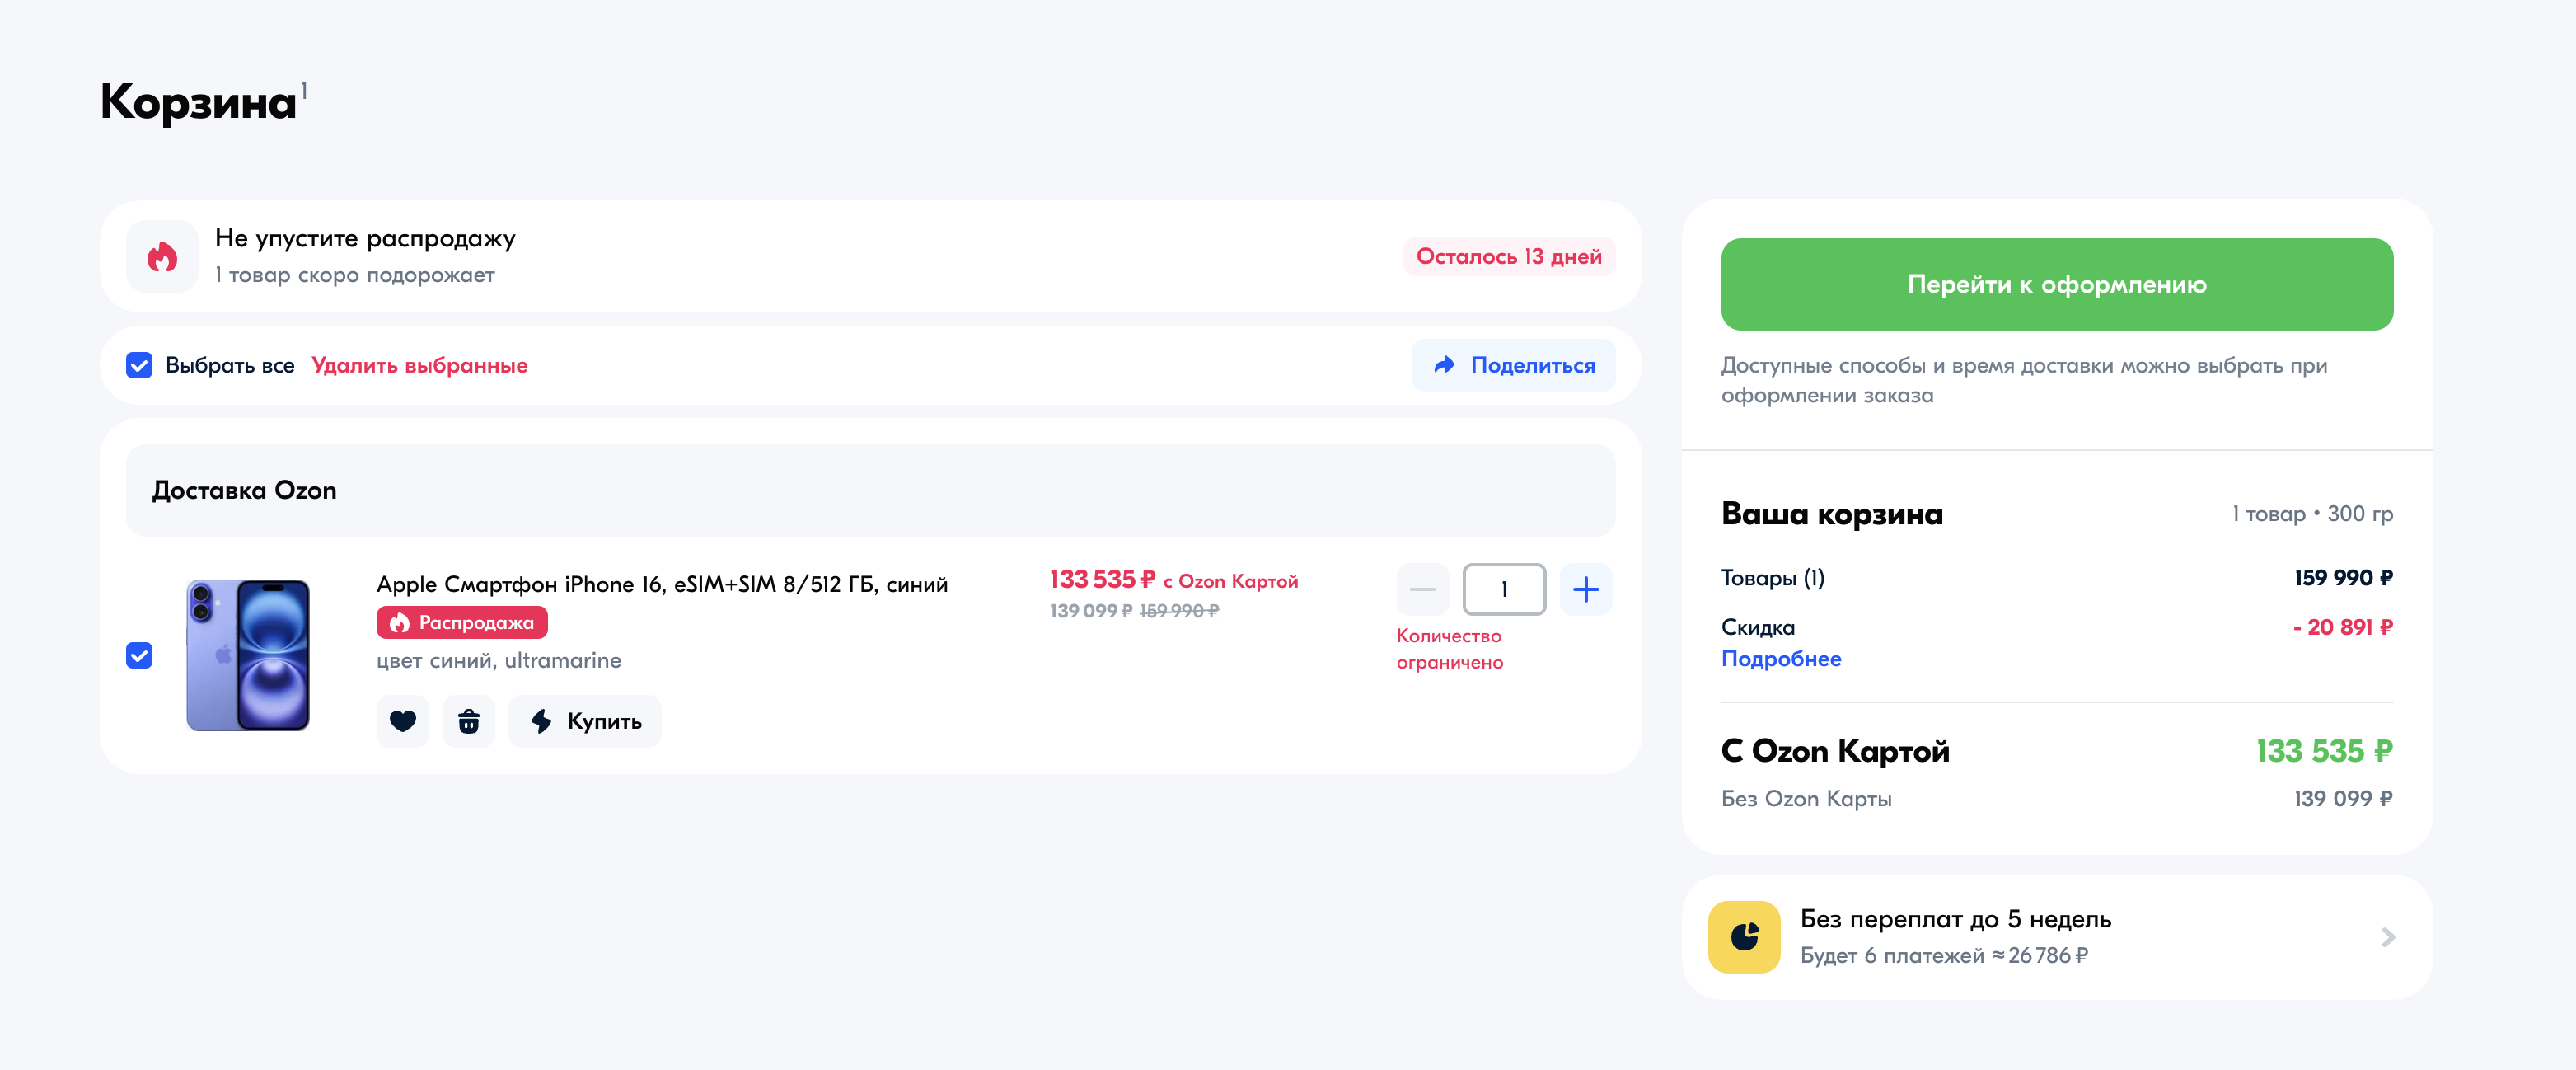 Корзина 1
Не упустите распродажу
1 товар скоро подорожает
Осталось 13 дней
Выбрать все Удалить выбранные
Поделиться
Доставка Ozon
Apple Смартфон iPhone 16, eSIM+SIM 8/512 ГБ, синий
Распродажа
цвет синий, ultramarine
Купить
133 535 ₽ с Ozon Картой
139 099 ₽ 159 990 ₽
1
Количество
ограничено
Перейти к оформлению
Доступные способы и время доставки можно выбрать при
оформлении заказа
Ваша корзина 1 товар • 300 гр
Товары (1) 159 990 ₽
Скидка - 20 891 ₽
Подробнее
С Ozon Картой 133 535 ₽
Без Ozon Карты 139 099 ₽
Без переплат до 5 недель
Будет 6 платежей ≈ 26 786 ₽